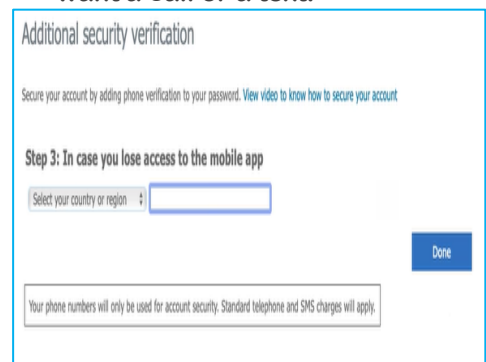 Additional security verification
Secure your account by adding phone verification to your password. View video to know how to secure your account
Step 3: In case you lose access to the mobile app
Select your country or region
Done
Your phone numbers will only be used for account security. Standard telephone and SMS charges will apply.